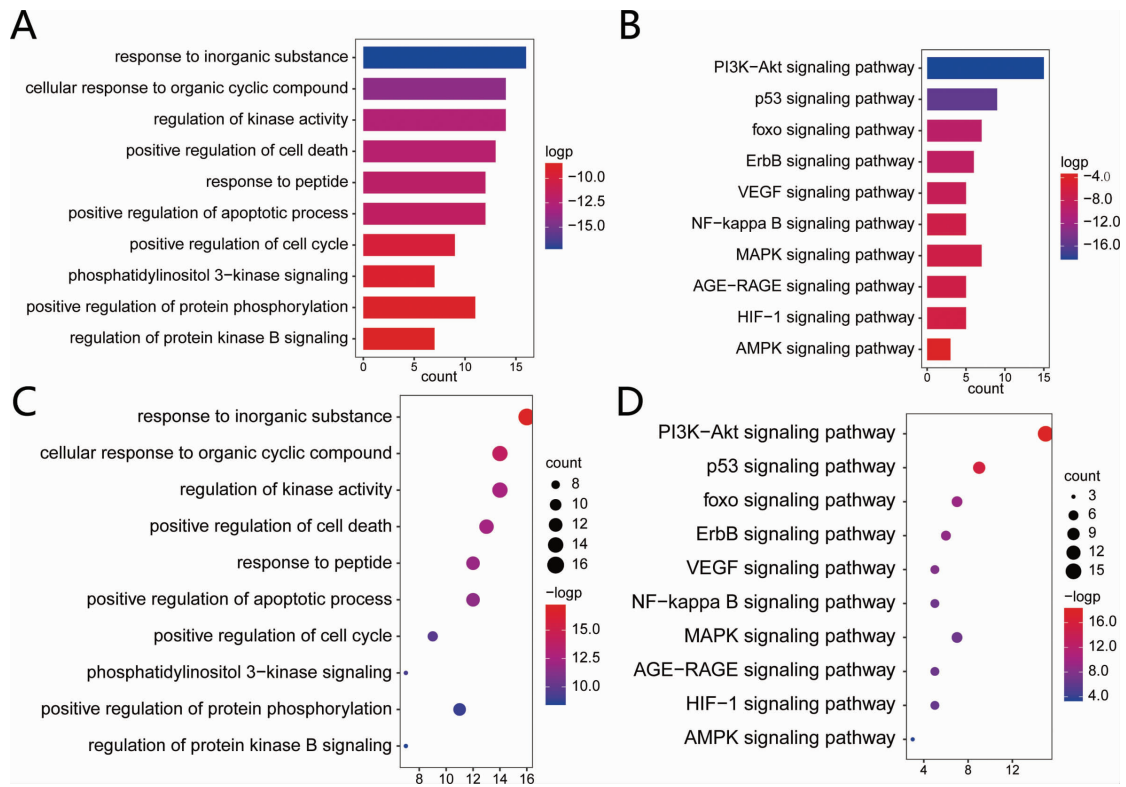 A
response to inorganic substance
cellular response to organic cyclic compound
regulation of kinase activity
positive regulation of cell death
response to peptide
positive regulation of apoptotic process
positive regulation of cell cycle
phosphatidylinositol 3−kinase signaling
positive regulation of protein phosphorylation
regulation of protein kinase B signaling
0 5 10 15
count
logp
−10.0
−12.5
−15.0
B
PI3K−Akt signaling pathway
p53 signaling pathway
foxo signaling pathway
ErbB signaling pathway
VEGF signaling pathway
NF−kappa B signaling pathway
MAPK signaling pathway
AGE−RAGE signaling pathway
HIF−1 signaling pathway
AMPK signaling pathway
0 5 10 15
count
logp
−4.0
−8.0
−12.0
−16.0
C
response to inorganic substance
cellular response to organic cyclic compound
regulation of kinase activity
positive regulation of cell death
response to peptide
positive regulation of apoptotic process
positive regulation of cell cycle
phosphatidylinositol 3−kinase signaling
positive regulation of protein phosphorylation
regulation of protein kinase B signaling
8 10 12 14 16
count
8
10
12
14
16
−logp
15.0
12.5
10.0
D
PI3K−Akt signaling pathway
p53 signaling pathway
foxo signaling pathway
ErbB signaling pathway
VEGF signaling pathway
NF−kappa B signaling pathway
MAPK signaling pathway
AGE−RAGE signaling pathway
HIF−1 signaling pathway
AMPK signaling pathway
4 8 12
count
3
6
9
12
15
−logp
16.0
12.0
8.0
4.0